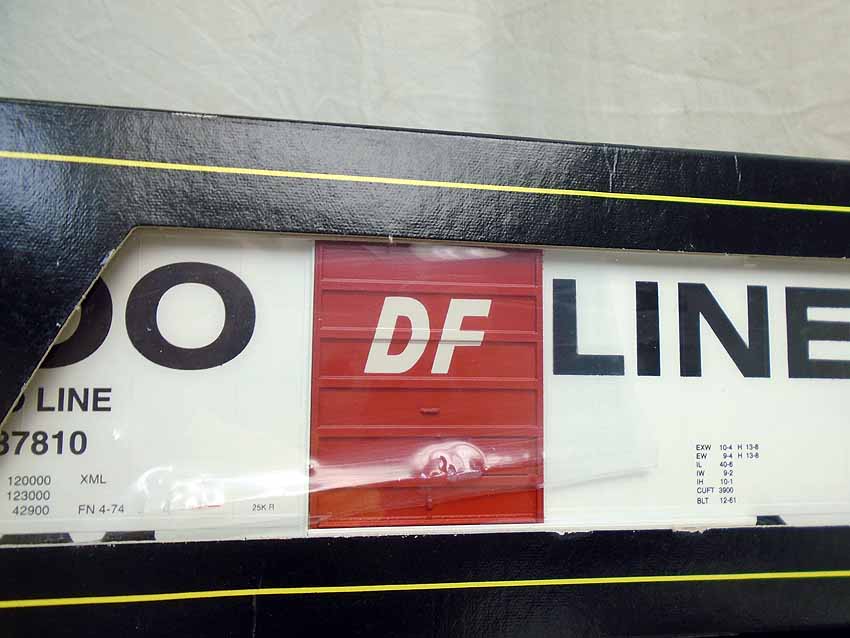 OO DF LINE
O LINE
37810
120000 XML
123000
42900 FN 4-74
25K R
EXW 10-4 H 13-8
EW 9-4 H 13-8
IL 40-6
IW 9-2
IH 10-1
CUFT 3900
BLT 12-61